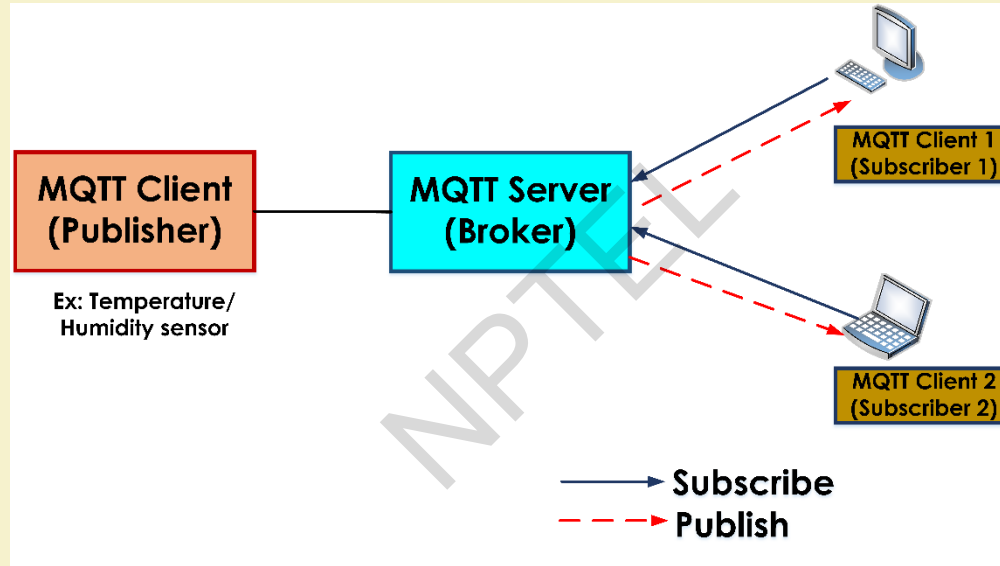 MQTT Client
(Publisher)
Ex: Temperature/
Humidity sensor
MQTT Server
(Broker)
MQTT Client 1
(Subscriber 1)
MQTT Client 2
(Subscriber 2)
NPTEL
Subscribe
Publish